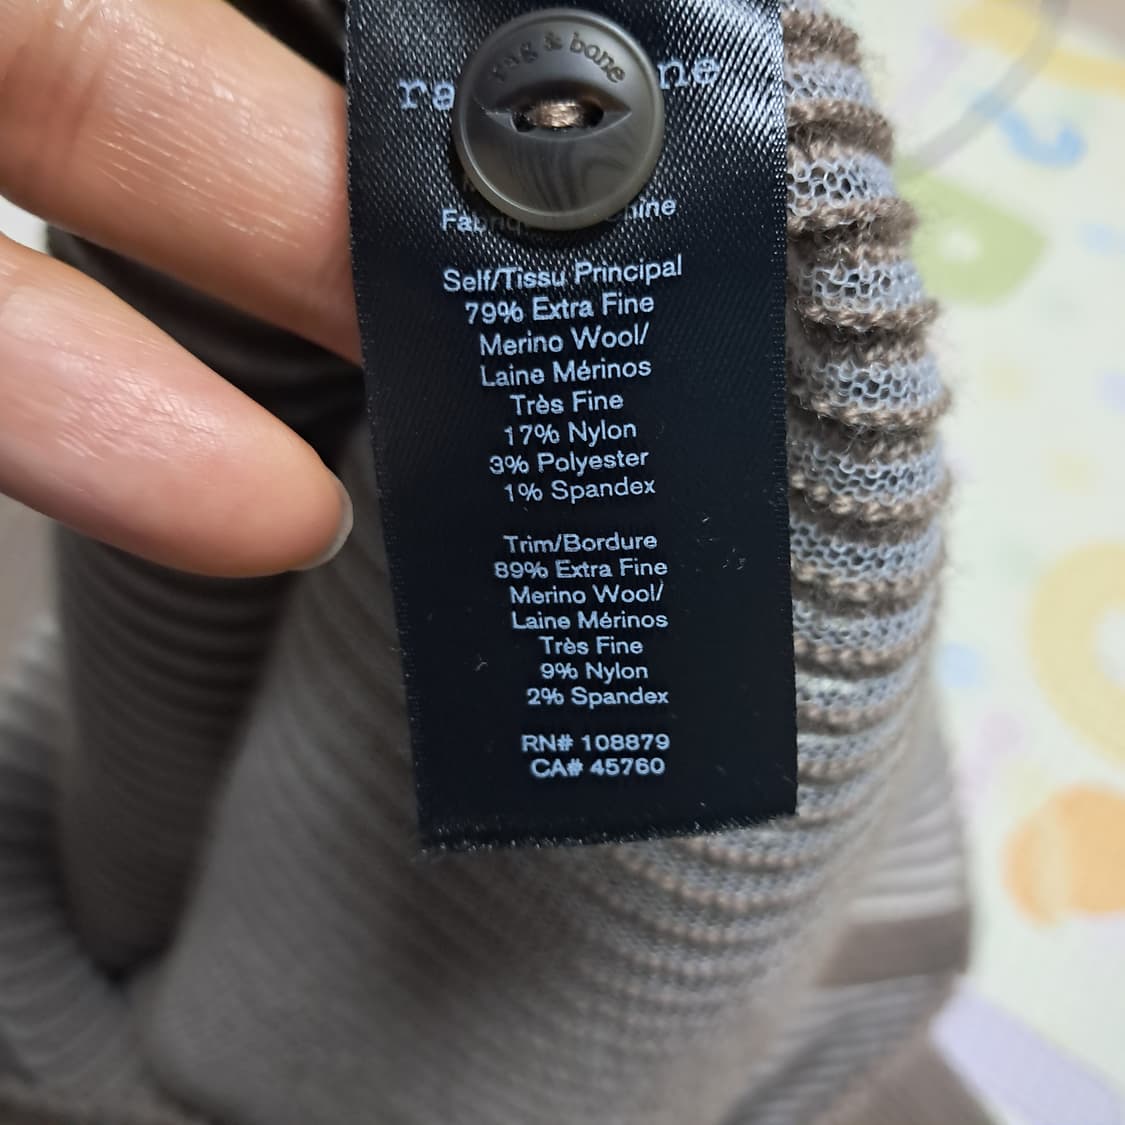 rag & bone
Self/Tissu Principal
79% Extra Fine
Merino Wool/
Laine Mérinos
Très Fine
17% Nylon
3% Polyester
1% Spandex
Trim/Bordure
89% Extra Fine
Merino Wool/
Laine Mérinos
Très Fine
9% Nylon
2% Spandex
RN# 108879
CA# 45760